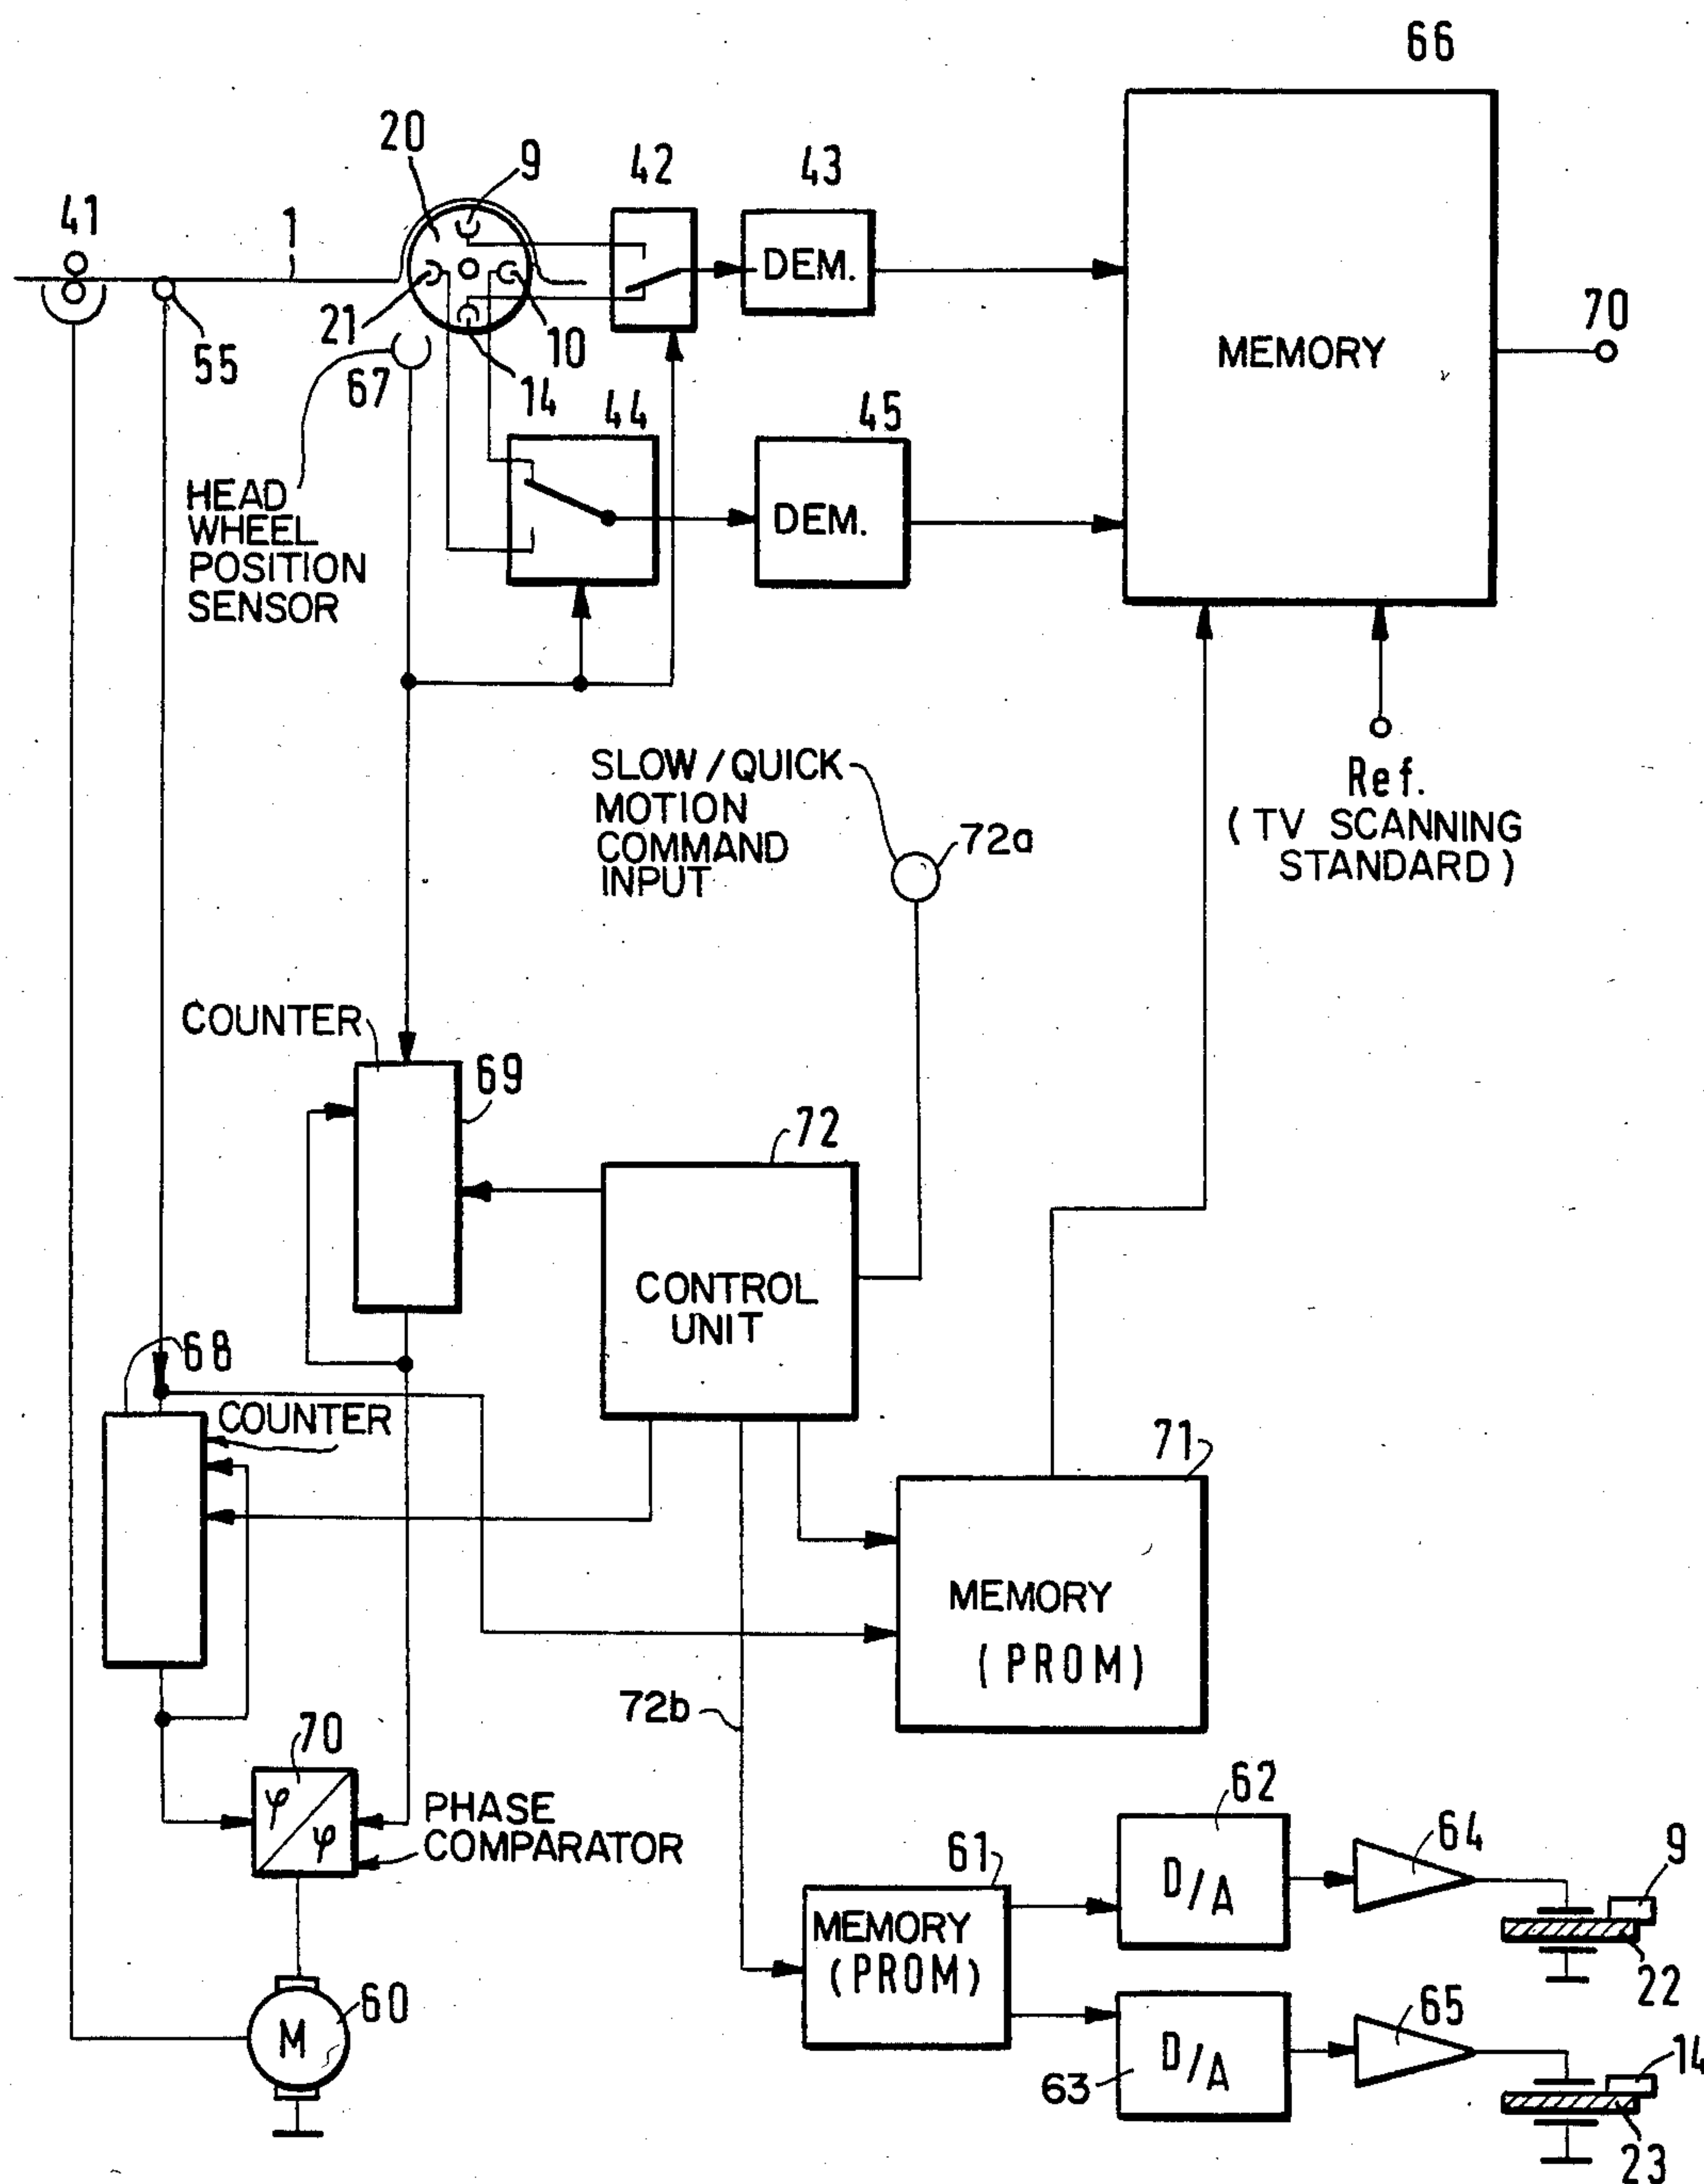 66
20
9
42
43
41
1
DEM.
70
21
10
55
67
14
MEMORY
44
45
HEAD
WHEEL
POSITION
SENSOR
DEM.
SLOW / QUICK
MOTION
COMMAND
INPUT
72a
Ref.
( TV SCANNING
STANDARD )
COUNTER
69
72
CONTROL
UNIT
68
COUNTER
71
MEMORY
( PROM )
72b
70
φ
φ
PHASE
COMPARATOR
62
64
9
61
D/A
MEMORY
(PROM)
22
60
M
65
D/A
14
63
23